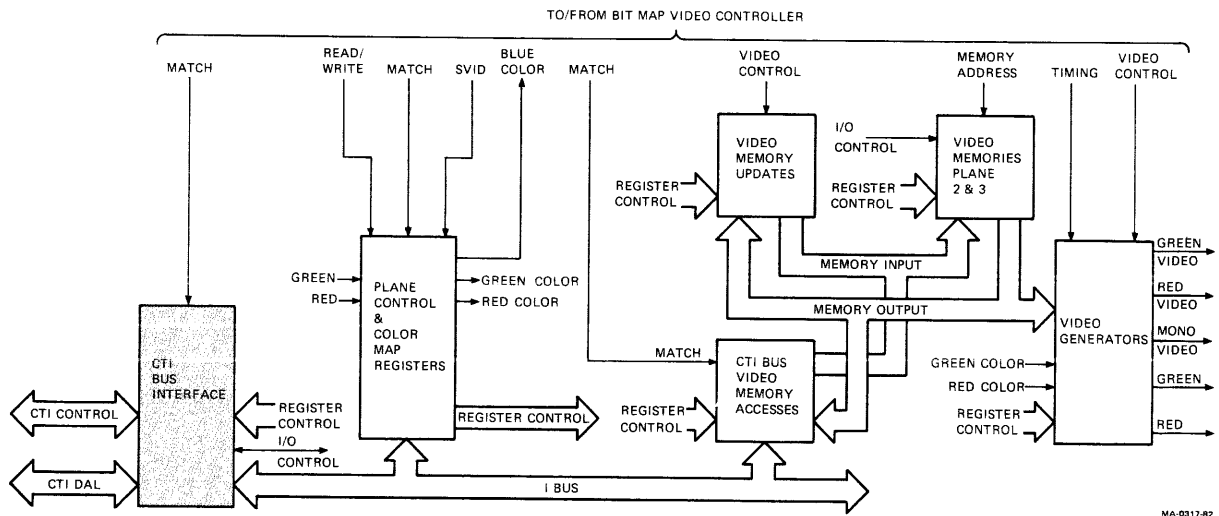 TO/FROM BIT MAP VIDEO CONTROLLER
MATCH
READ/
WRITE
MATCH
SVID
BLUE
COLOR
MATCH
VIDEO
CONTROL
MEMORY
ADDRESS
TIMING
VIDEO
CONTROL
I/O
CONTROL
VIDEO
MEMORY
UPDATES
VIDEO
MEMORIES
PLANE
2 & 3
REGISTER
CONTROL
REGISTER
CONTROL
GREEN
RED
PLANE
CONTROL
&
COLOR
MAP
REGISTERS
GREEN COLOR
RED COLOR
MEMORY INPUT
MEMORY OUTPUT
GREEN
VIDEO
RED
VIDEO
MONO
VIDEO
GREEN
RED
VIDEO
GENERATORS
GREEN COLOR
RED COLOR
REGISTER
CONTROL
CTI
BUS
INTERFACE
MATCH
CTI BUS
VIDEO
MEMORY
ACCESSES
REGISTER
CONTROL
CTI CONTROL
REGISTER
CONTROL
I/O
CONTROL
REGISTER CONTROL
CTI DAL
I BUS
MA-0317-82